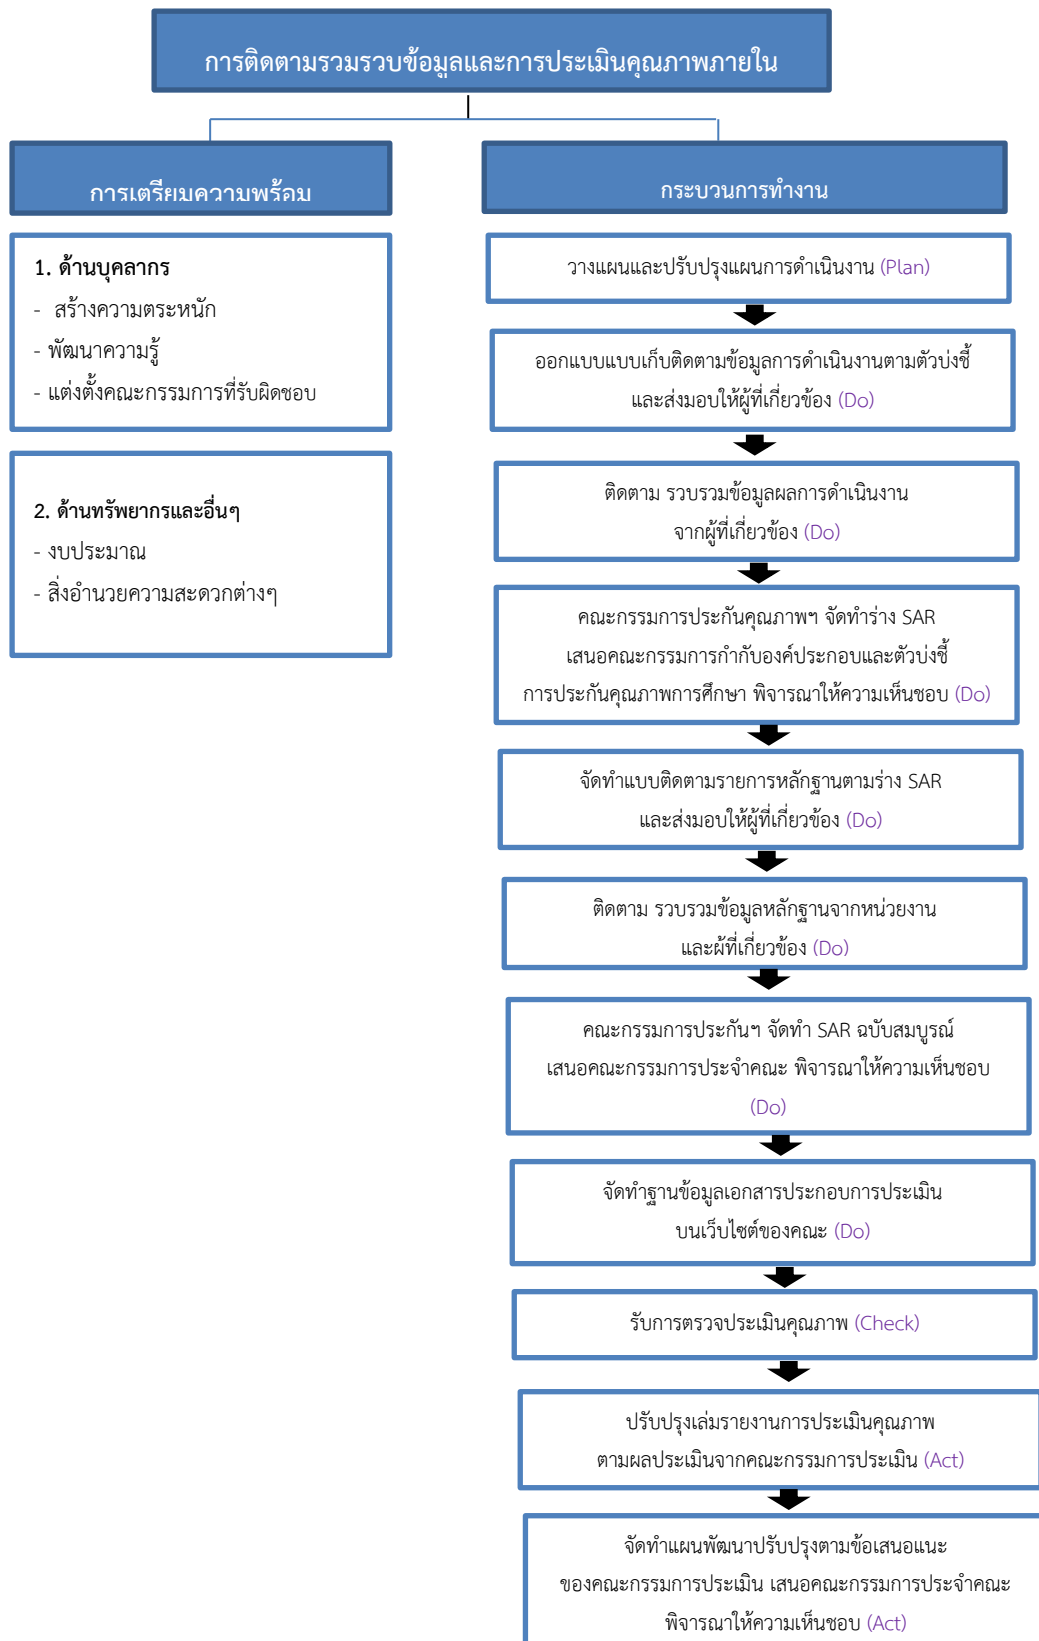 การติดตามรวมรวบข้อมูลและการประเมินคุณภาพภายใน
การเตรียมความพร้อม
1. ด้านบุคลากร
- สร้างความตระหนัก
- พัฒนาความรู้
- แต่งตั้งคณะกรรมการที่รับผิดชอบ
2. ด้านทรัพยากรและอื่นๆ
- งบประมาณ
- สิ่งอำนวยความสะดวกต่างๆ
กระบวนการทำงาน
วางแผนและปรับปรุงแผนการดำเนินงาน (Plan)
ออกแบบแบบเก็บติดตามข้อมูลการดำเนินงานตามตัวบ่งชี้
และส่งมอบให้ผู้ที่เกี่ยวข้อง (Do)
ติดตาม รวบรวมข้อมูลผลการดำเนินงาน
จากผู้ที่เกี่ยวข้อง (Do)
คณะกรรมการประกันคุณภาพฯ จัดทำร่าง SAR
เสนอคณะกรรมการกำกับองค์ประกอบและตัวบ่งชี้
การประกันคุณภาพการศึกษา พิจารณาให้ความเห็นชอบ (Do)
จัดทำแบบติดตามรายการหลักฐานตามร่าง SAR
และส่งมอบให้ผู้ที่เกี่ยวข้อง (Do)
ติดตาม รวบรวมข้อมูลหลักฐานจากหน่วยงาน
และผู้ที่เกี่ยวข้อง (Do)
คณะกรรมการประกันฯ จัดทำ SAR ฉบับสมบูรณ์
เสนอคณะกรรมการประจำคณะ พิจารณาให้ความเห็นชอบ
(Do)
จัดทำฐานข้อมูลเอกสารประกอบการประเมิน
บนเว็บไซต์ของคณะ (Do)
รับการตรวจประเมินคุณภาพ (Check)
ปรับปรุงเล่มรายงานการประเมินคุณภาพ
ตามผลประเมินจากคณะกรรมการประเมิน (Act)
จัดทำแผนพัฒนาปรับปรุงตามข้อเสนอแนะ
ของคณะกรรมการประเมิน เสนอคณะกรรมการประจำคณะ
พิจารณาให้ความเห็นชอบ (Act)